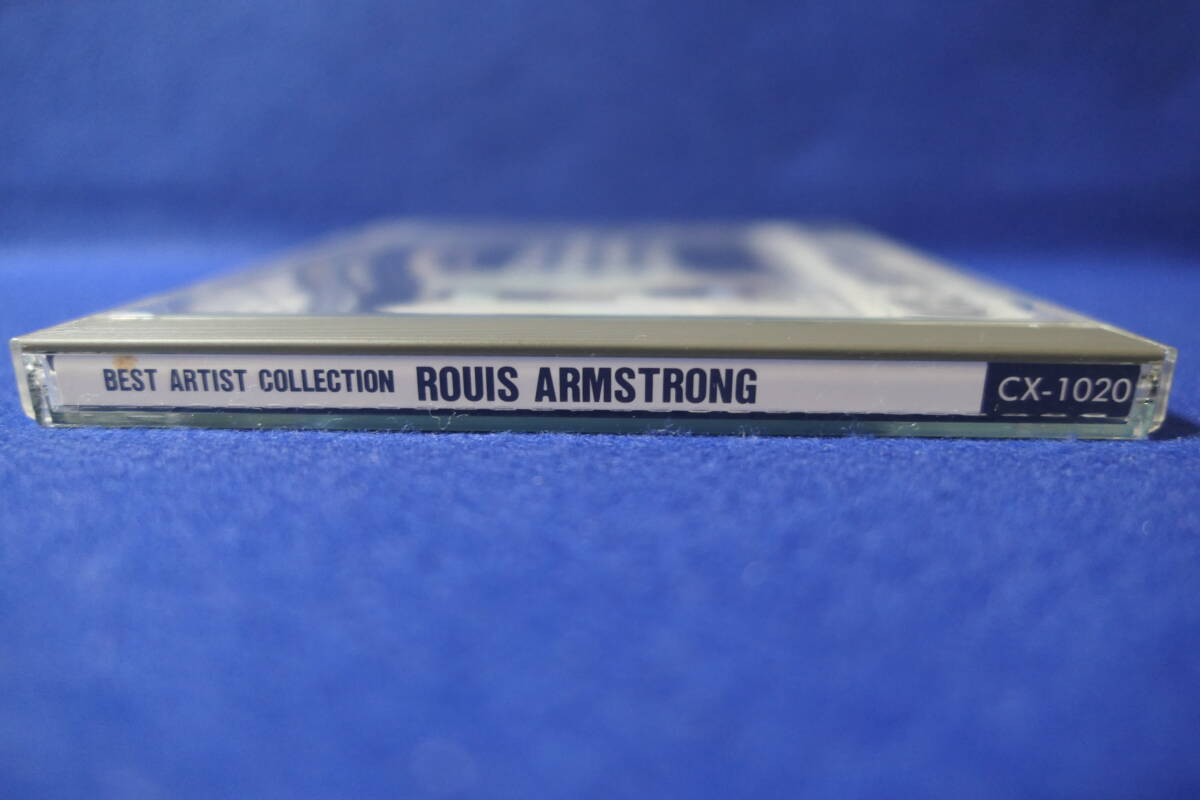 BEST ARTIST COLLECTION ROUIS ARMSTRONG CX-1020